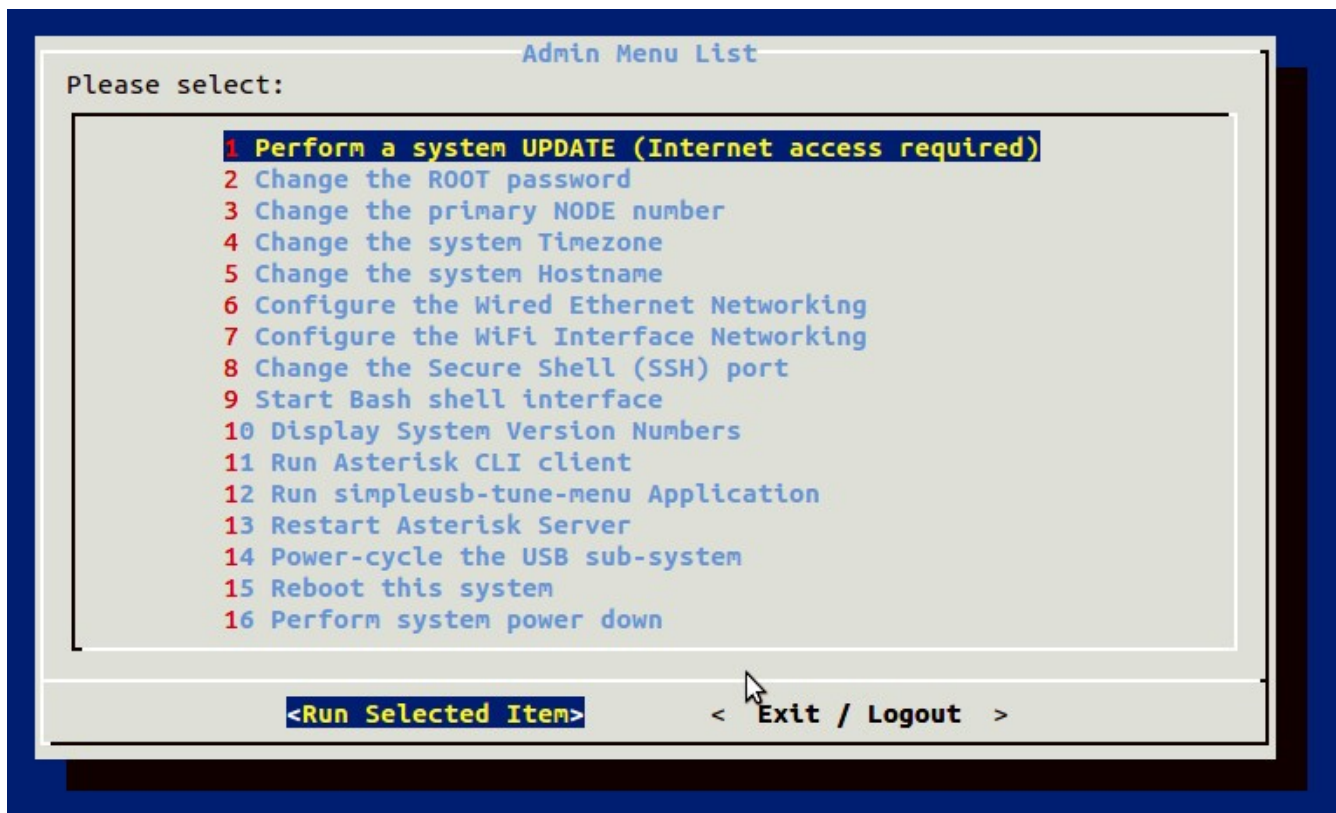 Admin Menu List
Please select:
1 Perform a system UPDATE (Internet access required)
2 Change the ROOT password
3 Change the primary NODE number
4 Change the system Timezone
5 Change the system Hostname
6 Configure the Wired Ethernet Networking
7 Configure the WiFi Interface Networking
8 Change the Secure Shell (SSH) port
9 Start Bash shell interface
10 Display System Version Numbers
11 Run Asterisk CLI client
12 Run simpleusb-tune-menu Application
13 Restart Asterisk Server
14 Power-cycle the USB sub-system
15 Reboot this system
16 Perform system power down
<Run Selected Item> < Exit / Logout >